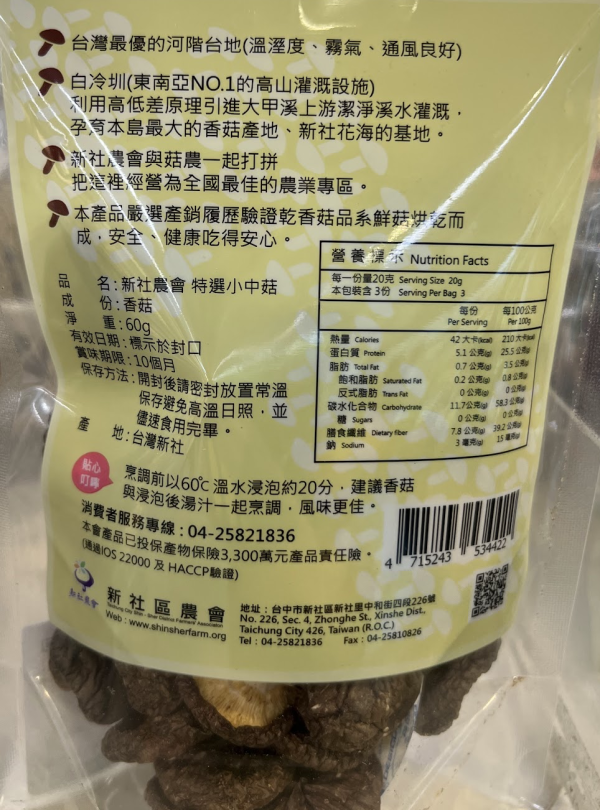 台灣最優的河階台地(溫溼度、霧氣、通風良好)
白冷圳(東南亞NO.1的高山灌溉設施)
利用高低差原理引進大甲溪上游潔淨溪水灌溉，
孕育本島最大的香菇產地、新社花海的基地。
新社農會與菇農一起打拼
把這裡經營為全國最佳的農業專區。
本產品嚴選產銷履歷驗證乾香菇品系鮮菇烘乾而
成，安全、健康吃得安心。
品名:新社農會 特選小中菇
成份:香菇
淨重:60g
有效日期:標示於封口
賞味期限:10個月
保存方法:開封後請密封放置常溫
保存避免高溫日照，並
儘速食用完畢。
產地:台灣新社
營養標示 Nutrition Facts
每一份量20克 Serving Size 20g
本包裝含3份 Serving Per Bag 3
每份 每100公克
Per Serving Per 100g
熱量 Calories 42 大卡(kcal) 210 大卡(kcal)
蛋白質 Protein 5.1 公克(g) 25.5 公克(g)
脂肪 Total Fat 0.7 公克(g) 3.5 公克(g)
飽和脂肪 Saturated Fat 0.2 公克(g) 0.8 公克(g)
反式脂肪 Trans Fat 0 公克(g) 0 公克(g)
碳水化合物 Carbohydrate 11.7公克(g) 58.3 公克(g)
糖 Sugars 0 公克(g) 0 公克(g)
膳食纖維 Dietary fiber 7.8 公克(g) 39.2 公克(g)
鈉 Sodium 3 毫克(g) 15 毫克(g)
貼心
叮嚀
烹調前以60℃溫水浸泡約20分，建議香菇
與浸泡後湯汁一起烹調，風味更佳。
消費者服務專線:04-25821836
本會產品已投保產物保險3,300萬元產品責任險。
(通過IOS 22000 及 HACCP驗證)
4 715243 534422
新社農會
新社區農會
Taichung City Shin-Sher District Farmers' Association
Web：www.shinsherfarm.org
地址：台中市新社區新社里中和街四段226號
No. 226, Sec. 4, Zhonghe St., Xinshe Dist.,
Taichung City 426, Taiwan (R.O.C.)
Tel：04-25821836 Fax：04-25810826